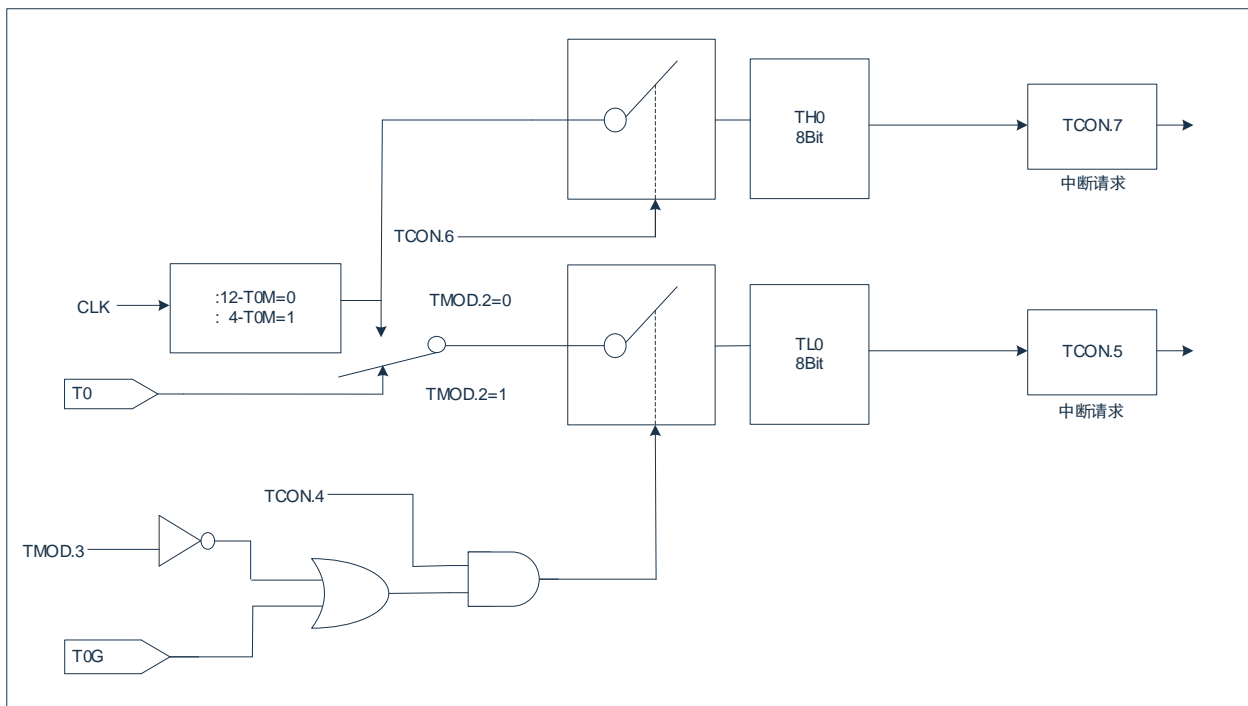 TH0
8Bit
TCON.7
中断请求
TCON.6
CLK
:12-T0M=0
: 4-T0M=1
TMOD.2=0
TL0
8Bit
TCON.5
中断请求
T0
TMOD.2=1
TCON.4
TMOD.3
T0G